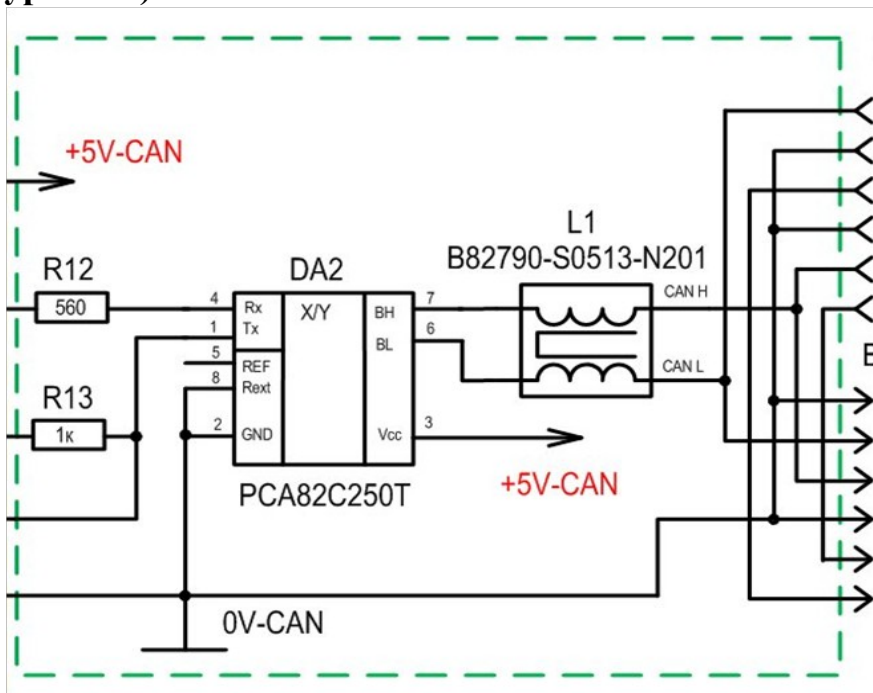 +5V-CAN
L1
B82790-S0513-N201
R12
DA2
CAN H
560
4
Rx
X/Y
BH
7
1
Tx
BL
6
5
REF
CAN L
8
Rext
R13
1к
2
GND
Vcc
3
+5V-CAN
PCA82C250T
0V-CAN